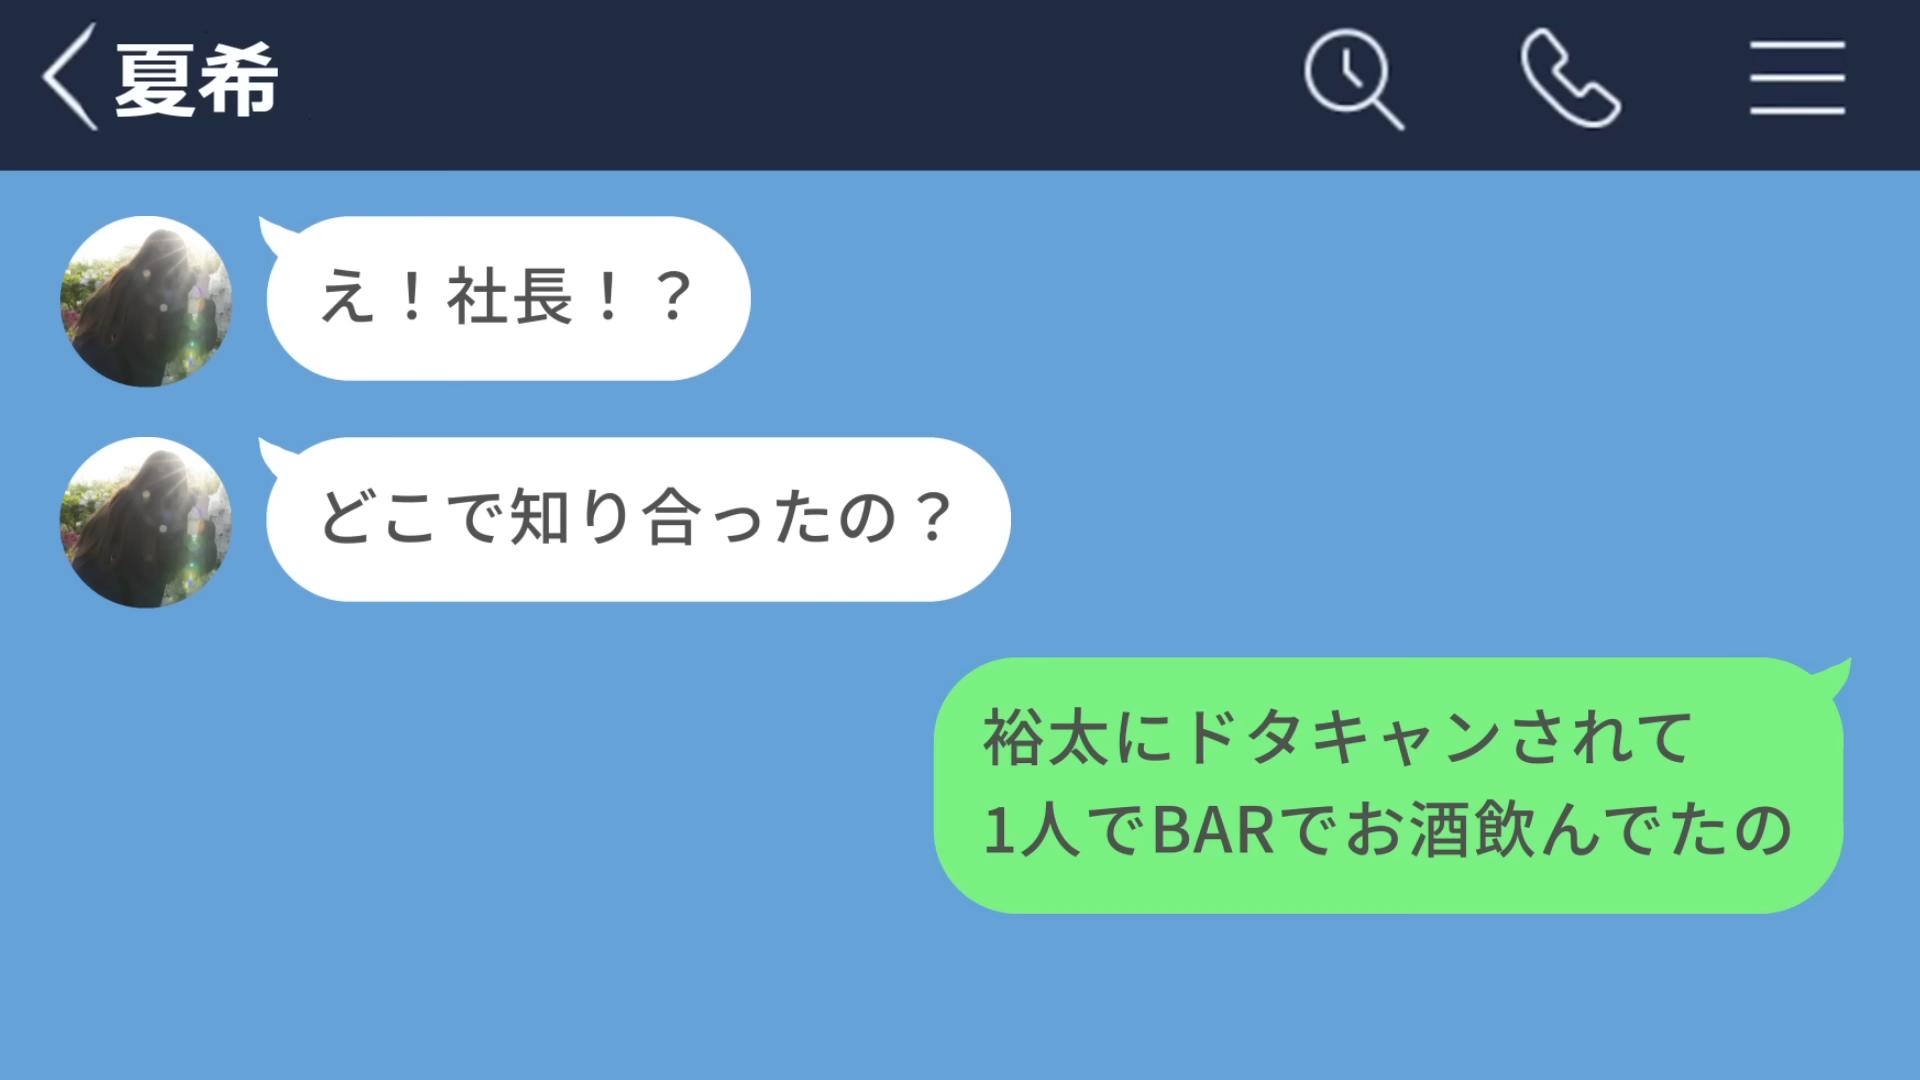 夏希
え！社長！？
どこで知り合ったの？
裕太にドタキャンされて
1人でBARでお酒飲んでたの